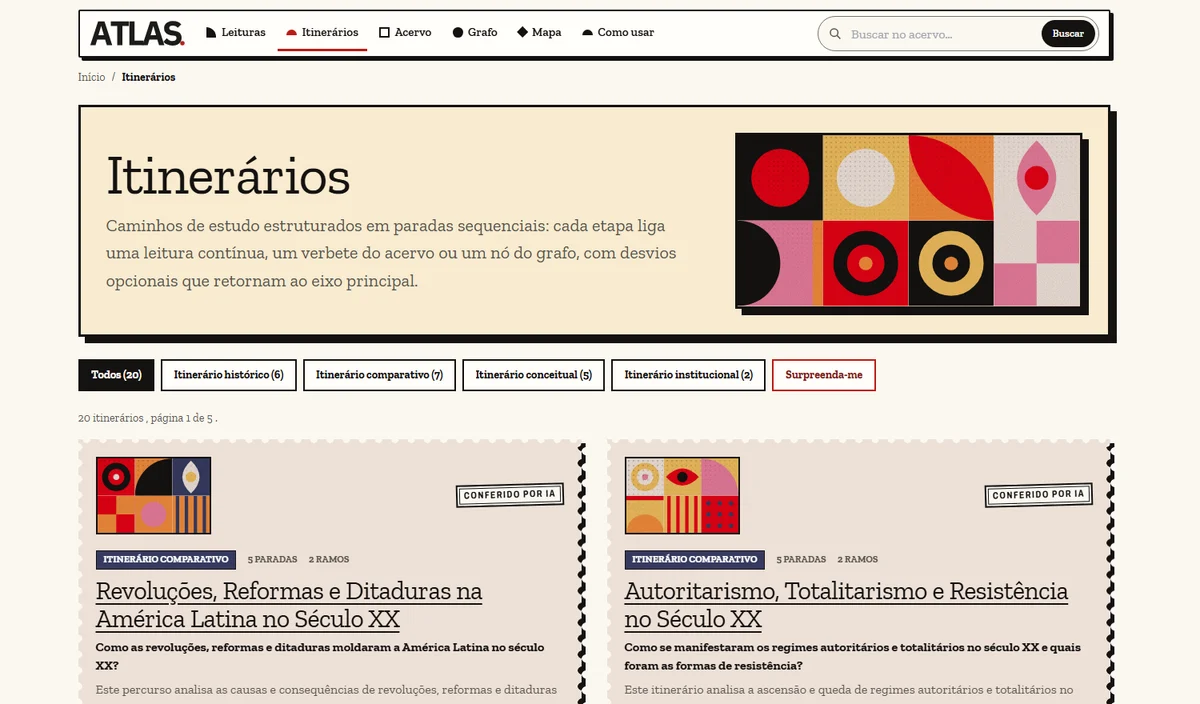 ATLAS.
Leituras
Itinerários
Acervo
Grafo
Mapa
Como usar
Buscar no acervo...
Buscar
Início / Itinerários
Itinerários
Caminhos de estudo estruturados em paradas sequenciais: cada etapa liga
uma leitura contínua, um verbete do acervo ou um nó do grafo, com desvios
opcionais que retornam ao eixo principal.
Todos (20)
Itinerário histórico (6)
Itinerário comparativo (7)
Itinerário conceitual (5)
Itinerário institucional (2)
Surpreenda-me
20 itinerários , página 1 de 5 .
CONFERIDO POR IA
ITINERÁRIO COMPARATIVO
5 PARADAS
2 RAMOS
Revoluções, Reformas e Ditaduras na
América Latina no Século XX
Como as revoluções, reformas e ditaduras moldaram a América Latina no século
XX?
Este percurso analisa as causas e consequências de revoluções, reformas e ditaduras
CONFERIDO POR IA
ITINERÁRIO COMPARATIVO
5 PARADAS
2 RAMOS
Autoritarismo, Totalitarismo e Resistência
no Século XX
Como se manifestaram os regimes autoritários e totalitários no século XX e quais
foram as formas de resistência?
Este itinerário analisa a ascensão e queda de regimes autoritários e totalitários no